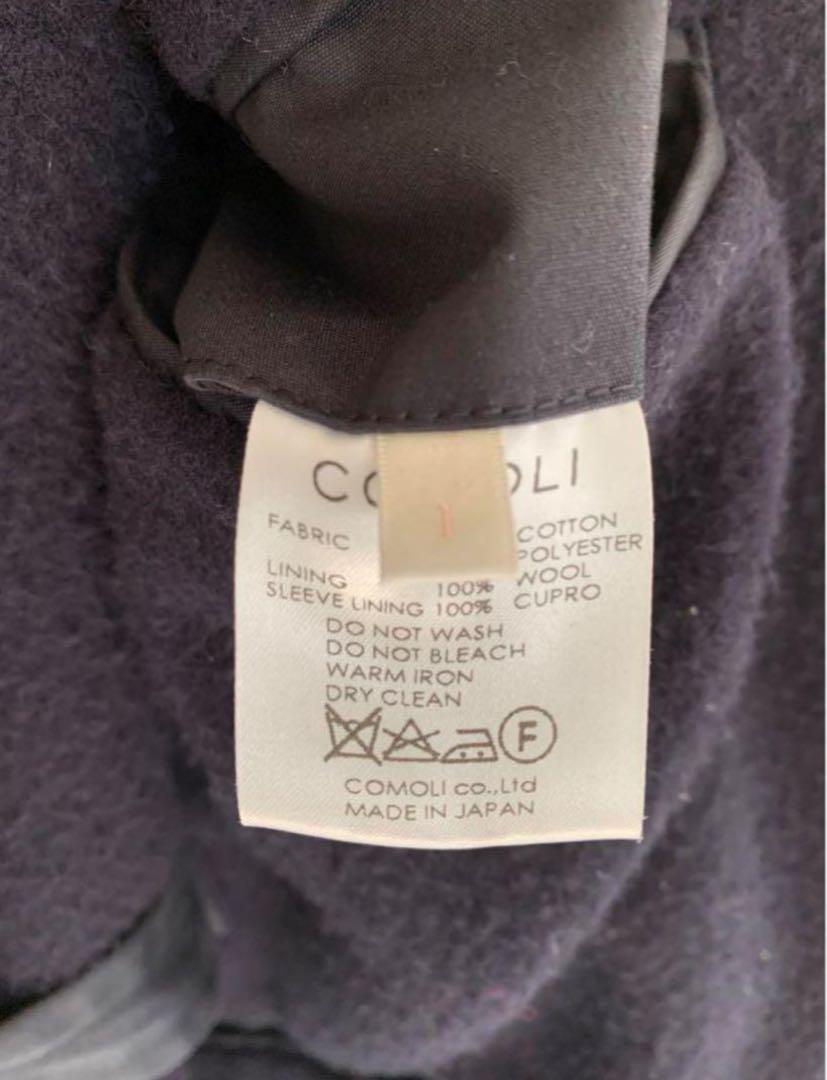 COMOLI
1
FABRIC COTTON
POLYESTER
LINING 100% WOOL
SLEEVE LINING 100% CUPRO
DO NOT WASH
DO NOT BLEACH
WARM IRON
DRY CLEAN
F
COMOLI co.,Ltd
MADE IN JAPAN